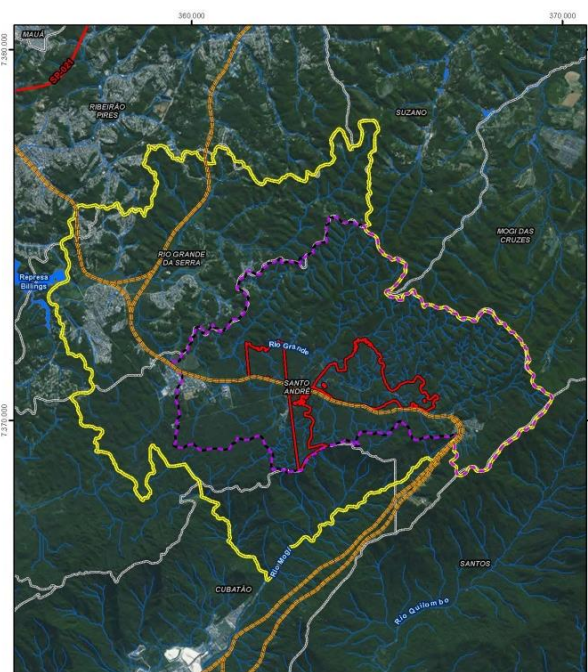 360 000
370 000
7 380 000
MAUÁ
SP-021
RIBEIRÃO
PIRES
SUZANO
MOGI DAS
CRUZES
RIO GRANDE
DA SERRA
Represa
Billings
Rio Grande
SANTO
ANDRÉ
7 370 000
Rio Mogi
SANTOS
CUBATÃO
Rio Quilombo